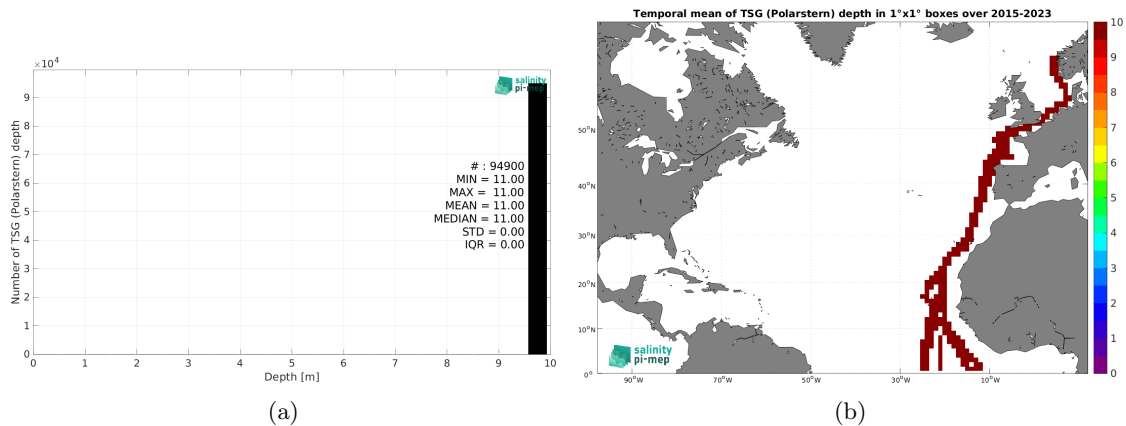 ×10⁴
10
9
8
7
6
5
4
3
2
1
0
Number of TSG (Polarstern) depth
salinity
pi-mep
# : 94900
MIN = 11.00
MAX = 11.00
MEAN = 11.00
MEDIAN = 11.00
STD = 0.00
IQR = 0.00
0 1 2 3 4 5 6 7 8 9 10
Depth [m]
(a)
Temporal mean of TSG (Polarstern) depth in 1°x1° boxes over 2015-2023
50°N
40°N
30°N
20°N
10°N
0°
90°W 70°W 50°W 30°W 10°W
salinity
pi-mep
10
9
8
7
6
5
4
3
2
1
0
(b)